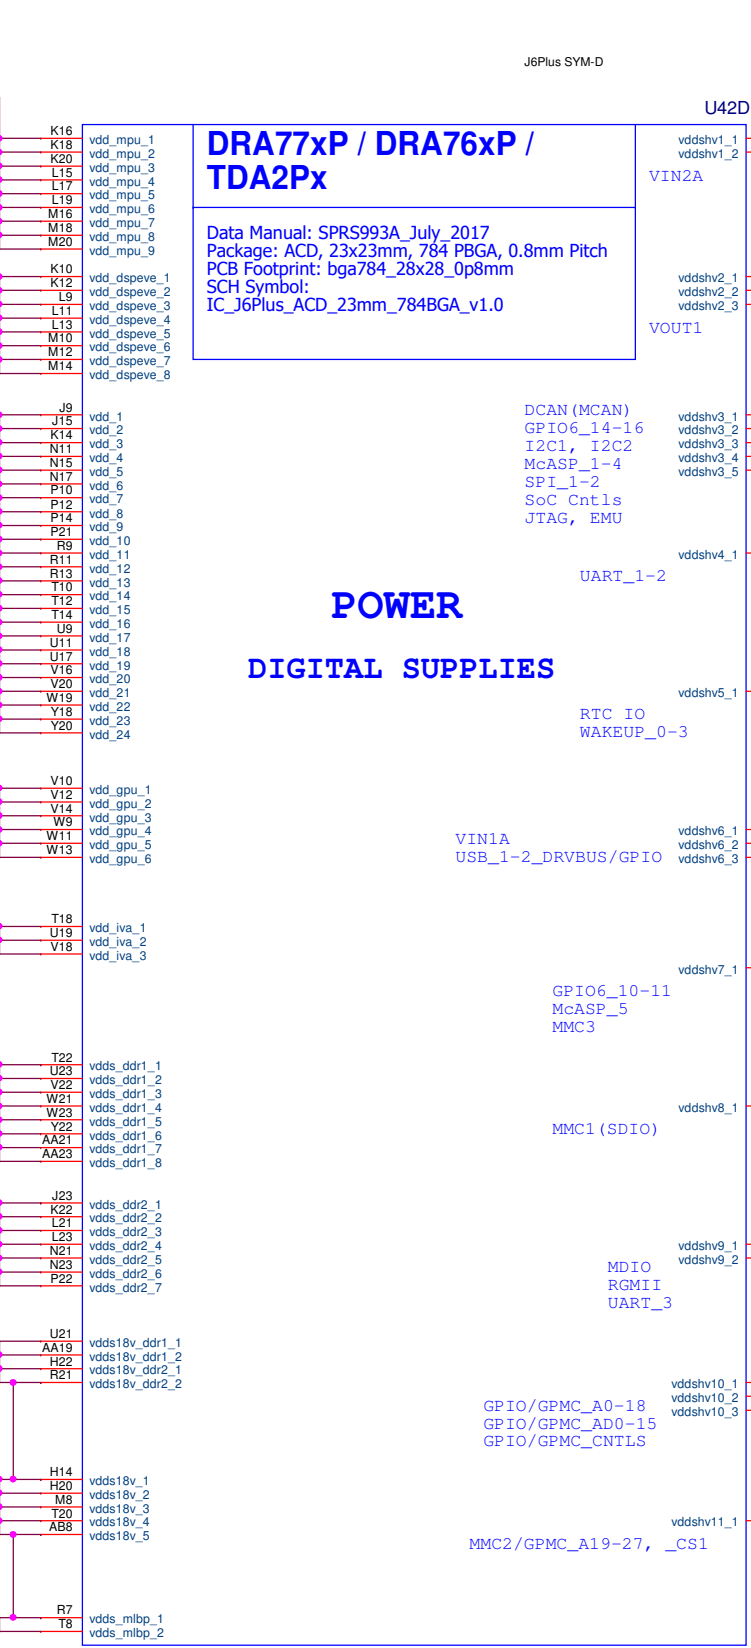 J6Plus SYM-D
U42D
DRA77xP / DRA76xP /
TDA2Px
Data Manual: SPRS993A_July_2017
Package: ACD, 23x23mm, 784 PBGA, 0.8mm Pitch
PCB Footprint: bga784_28x28_0p8mm
SCH Symbol:
IC_J6Plus_ACD_23mm_784BGA_v1.0
K16 vdd_mpu_1
K18 vdd_mpu_2
K20 vdd_mpu_3
L15 vdd_mpu_4
L17 vdd_mpu_5
L19 vdd_mpu_6
M16 vdd_mpu_7
M18 vdd_mpu_8
M20 vdd_mpu_9
K10 vdd_dspeve_1
K12 vdd_dspeve_2
L9 vdd_dspeve_3
L11 vdd_dspeve_4
L13 vdd_dspeve_5
M10 vdd_dspeve_6
M12 vdd_dspeve_7
M14 vdd_dspeve_8
J9 vdd_1
J15 vdd_2
K14 vdd_3
N11 vdd_4
N15 vdd_5
N17 vdd_6
P10 vdd_7
P12 vdd_8
P14 vdd_9
P21 vdd_10
R9 vdd_11
R11 vdd_12
R13 vdd_13
T10 vdd_14
T12 vdd_15
T14 vdd_16
U9 vdd_17
U11 vdd_18
U17 vdd_19
V16 vdd_20
V20 vdd_21
W19 vdd_22
Y18 vdd_23
Y20 vdd_24
V10 vdd_gpu_1
V12 vdd_gpu_2
V14 vdd_gpu_3
W9 vdd_gpu_4
W11 vdd_gpu_5
W13 vdd_gpu_6
T18 vdd_iva_1
U19 vdd_iva_2
V18 vdd_iva_3
T22 vdds_ddr1_1
U23 vdds_ddr1_2
V22 vdds_ddr1_3
W21 vdds_ddr1_4
W23 vdds_ddr1_5
Y22 vdds_ddr1_6
AA21 vdds_ddr1_7
AA23 vdds_ddr1_8
J23 vdds_ddr2_1
K22 vdds_ddr2_2
L21 vdds_ddr2_3
L23 vdds_ddr2_4
N21 vdds_ddr2_5
N23 vdds_ddr2_6
P22 vdds_ddr2_7
U21 vdds18v_ddr1_1
AA19 vdds18v_ddr1_2
H22 vdds18v_ddr2_1
R21 vdds18v_ddr2_2
H14 vdds18v_1
H20 vdds18v_2
M8 vdds18v_3
T20 vdds18v_4
AB8 vdds18v_5
R7 vdds_mlbp_1
T8 vdds_mlbp_2
POWER
DIGITAL SUPPLIES
vddshv1_1
vddshv1_2
VIN2A
vddshv2_1
vddshv2_2
vddshv2_3
VOUT1
DCAN(MCAN) vddshv3_1
GPIO6_14-16 vddshv3_2
I2C1, I2C2 vddshv3_3
McASP_1-4 vddshv3_4
SPI_1-2 vddshv3_5
SoC Cntls
JTAG, EMU
vddshv4_1
UART_1-2
vddshv5_1
RTC IO
WAKEUP_0-3
vddshv6_1
VIN1A vddshv6_2
USB_1-2_DRVBUS/GPIO vddshv6_3
vddshv7_1
GPIO6_10-11
McASP_5
MMC3
vddshv8_1
MMC1(SDIO)
vddshv9_1
vddshv9_2
MDIO
RGMII
UART_3
vddshv10_1
vddshv10_2
vddshv10_3
GPIO/GPMC_A0-18
GPIO/GPMC_AD0-15
GPIO/GPMC_CNTLS
vddshv11_1
MMC2/GPMC_A19-27, _CS1